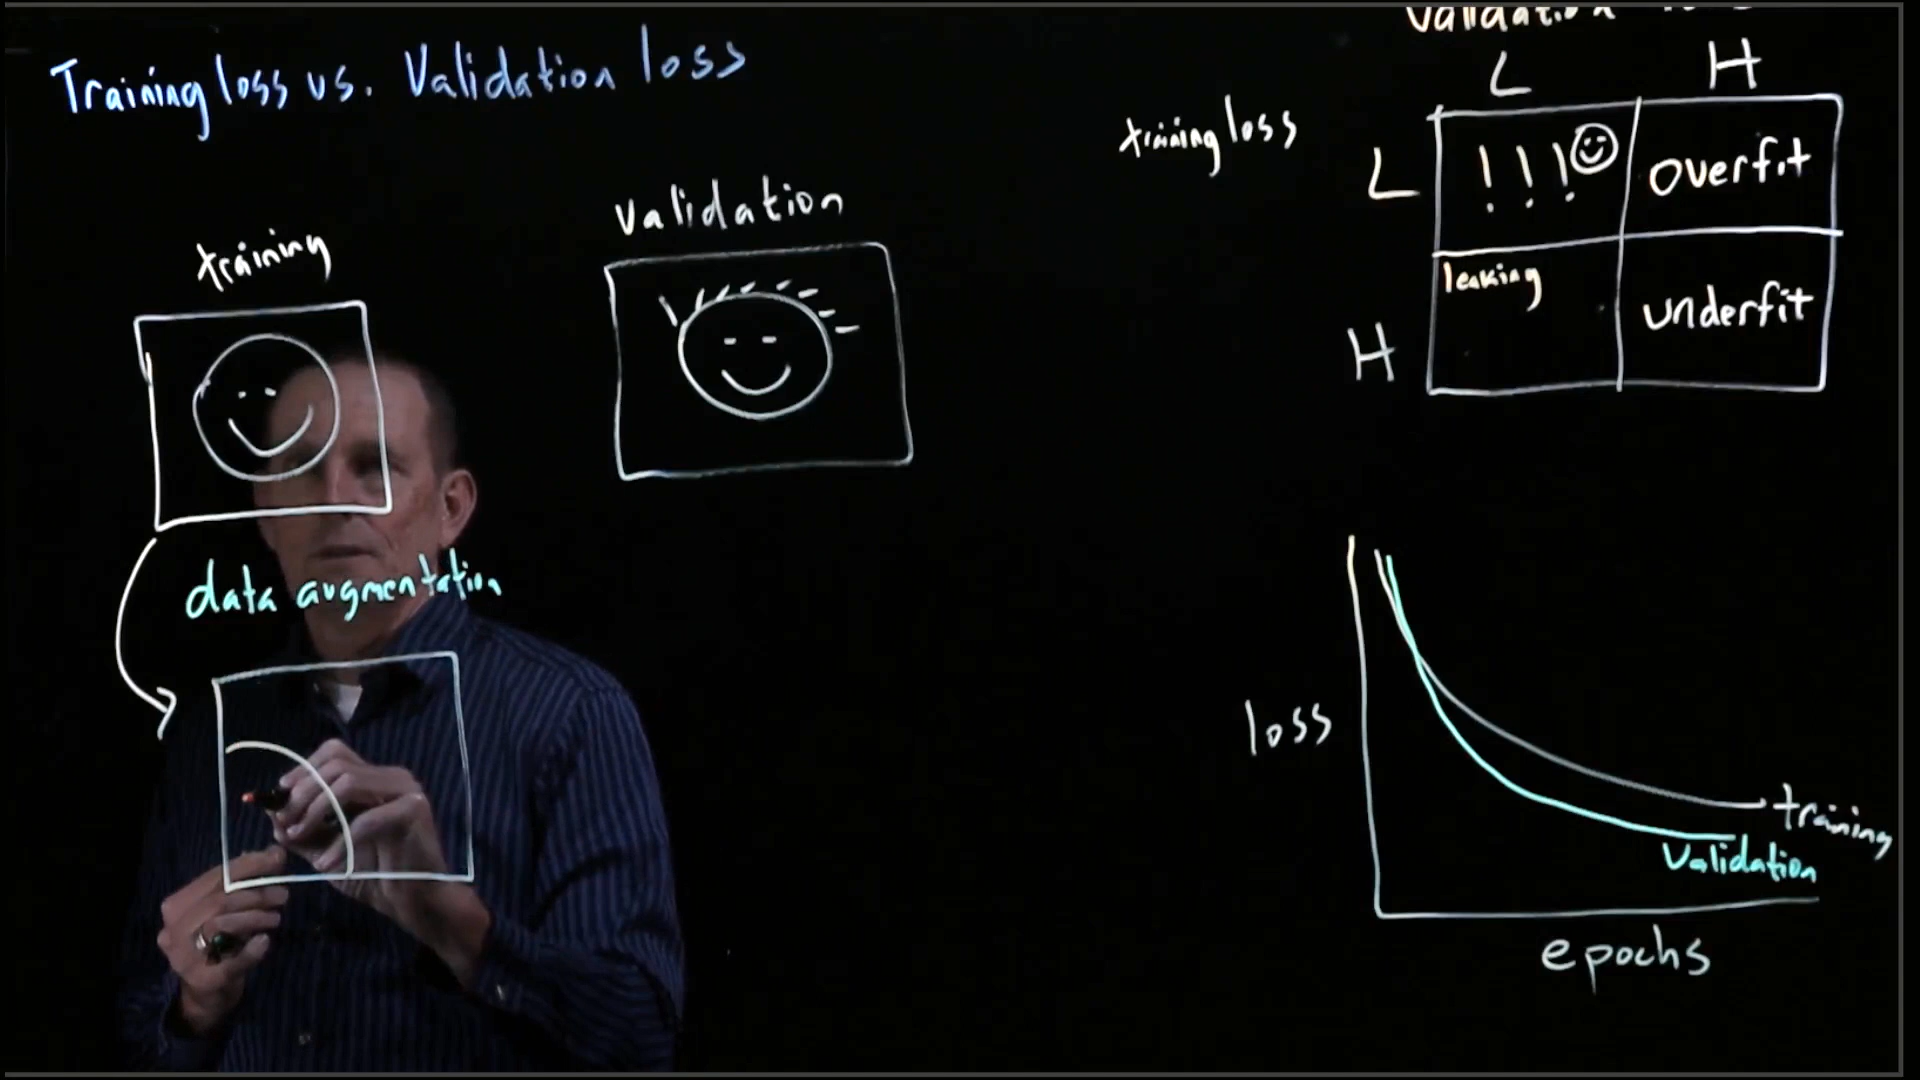 Training loss vs. Validation loss
training
validation
data augmentation
L H
training loss
L !!! overfit
H leaking underfit
loss
training
Validation
epochs